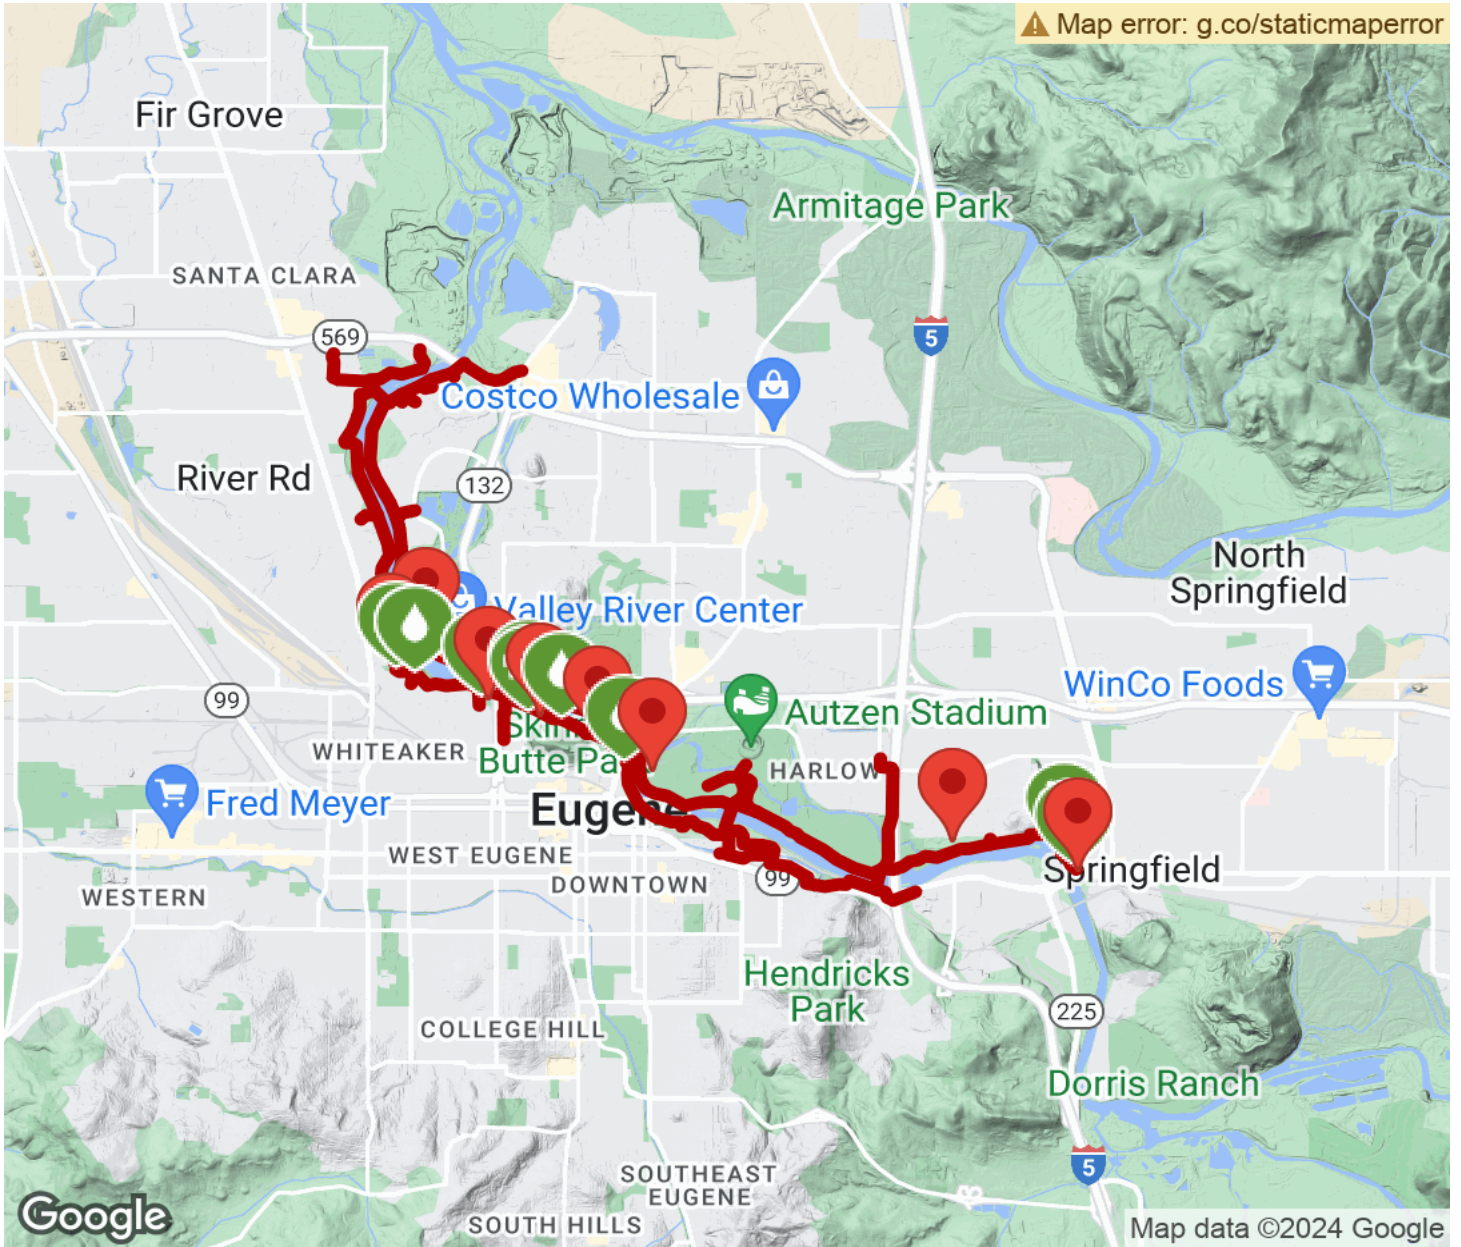 Map error: g.co/staticmaperror
Fir Grove
Armitage Park
SANTA CLARA
569
5
Costco Wholesale
River Rd
132
North
Springfield
Valley River Center
WinCo Foods
99
Autzen Stadium
Butte Pa
WHITEAKER
HARLOW
Fred Meyer
Eugene
WEST EUGENE
Springfield
DOWNTOWN
99
WESTERN
Hendricks
Park
225
COLLEGE HILL
Dorris Ranch
5
SOUTHEAST
EUGENE
SOUTH HILLS
Google
Map data ©2024 Google